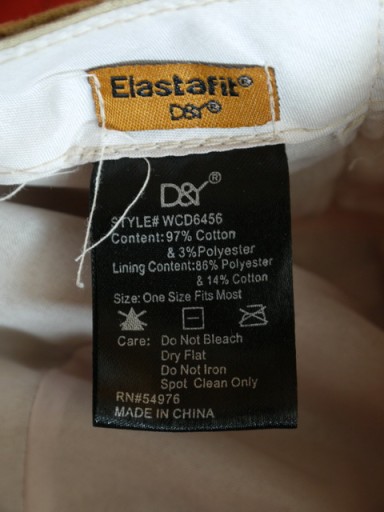 Elastafit®
D&Y®
D&Y®
STYLE# WCD6456
Content:97% Cotton
& 3%Polyester
Lining Content:86% Polyester
& 14% Cotton
Size: One Size Fits Most
Care: Do Not Bleach
Dry Flat
Do Not Iron
Spot Clean Only
RN#54976
MADE IN CHINA